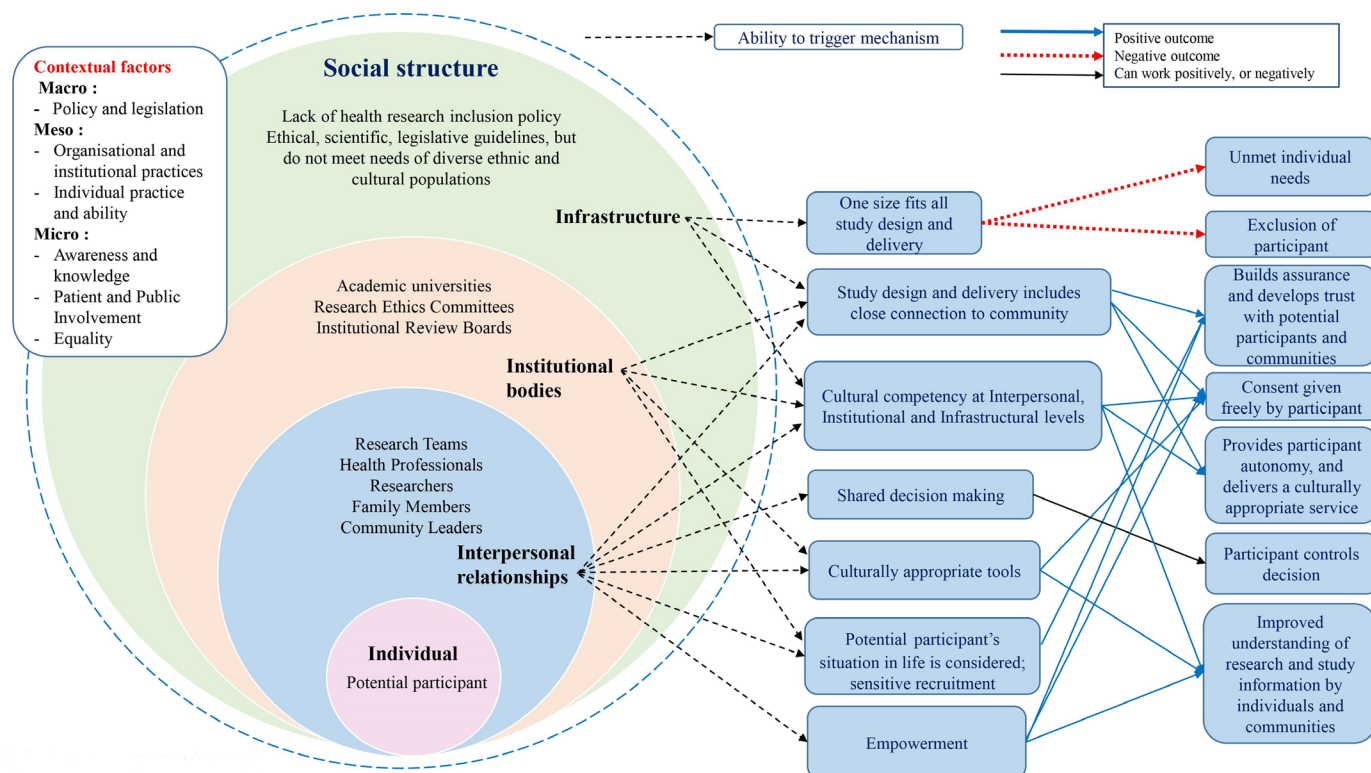 Contextual factors
Macro :
- Policy and legislation
Meso :
- Organisational and
institutional practices
- Individual practice
and ability
Micro :
- Awareness and
knowledge
- Patient and Public
Involvement
- Equality
Social structure
Lack of health research inclusion policy
Ethical, scientific, legislative guidelines, but
do not meet needs of diverse ethnic and
cultural populations
Infrastructure
Academic universities
Research Ethics Committees
Institutional Review Boards
Institutional
bodies
Research Teams
Health Professionals
Researchers
Family Members
Community Leaders
Interpersonal
relationships
Individual
Potential participant
Ability to trigger mechanism
Positive outcome
Negative outcome
Can work positively, or negatively
One size fits all
study design and
delivery
Study design and delivery includes
close connection to community
Cultural competency at Interpersonal,
Institutional and Infrastructural levels
Shared decision making
Culturally appropriate tools
Potential participant's
situation in life is considered;
sensitive recruitment
Empowerment
Unmet individual
needs
Exclusion of
participant
Builds assurance
and develops trust
with potential
participants and
communities
Consent given
freely by participant
Provides participant
autonomy, and
delivers a culturally
appropriate service
Participant controls
decision
Improved
understanding of
research and study
information by
individuals and
communities